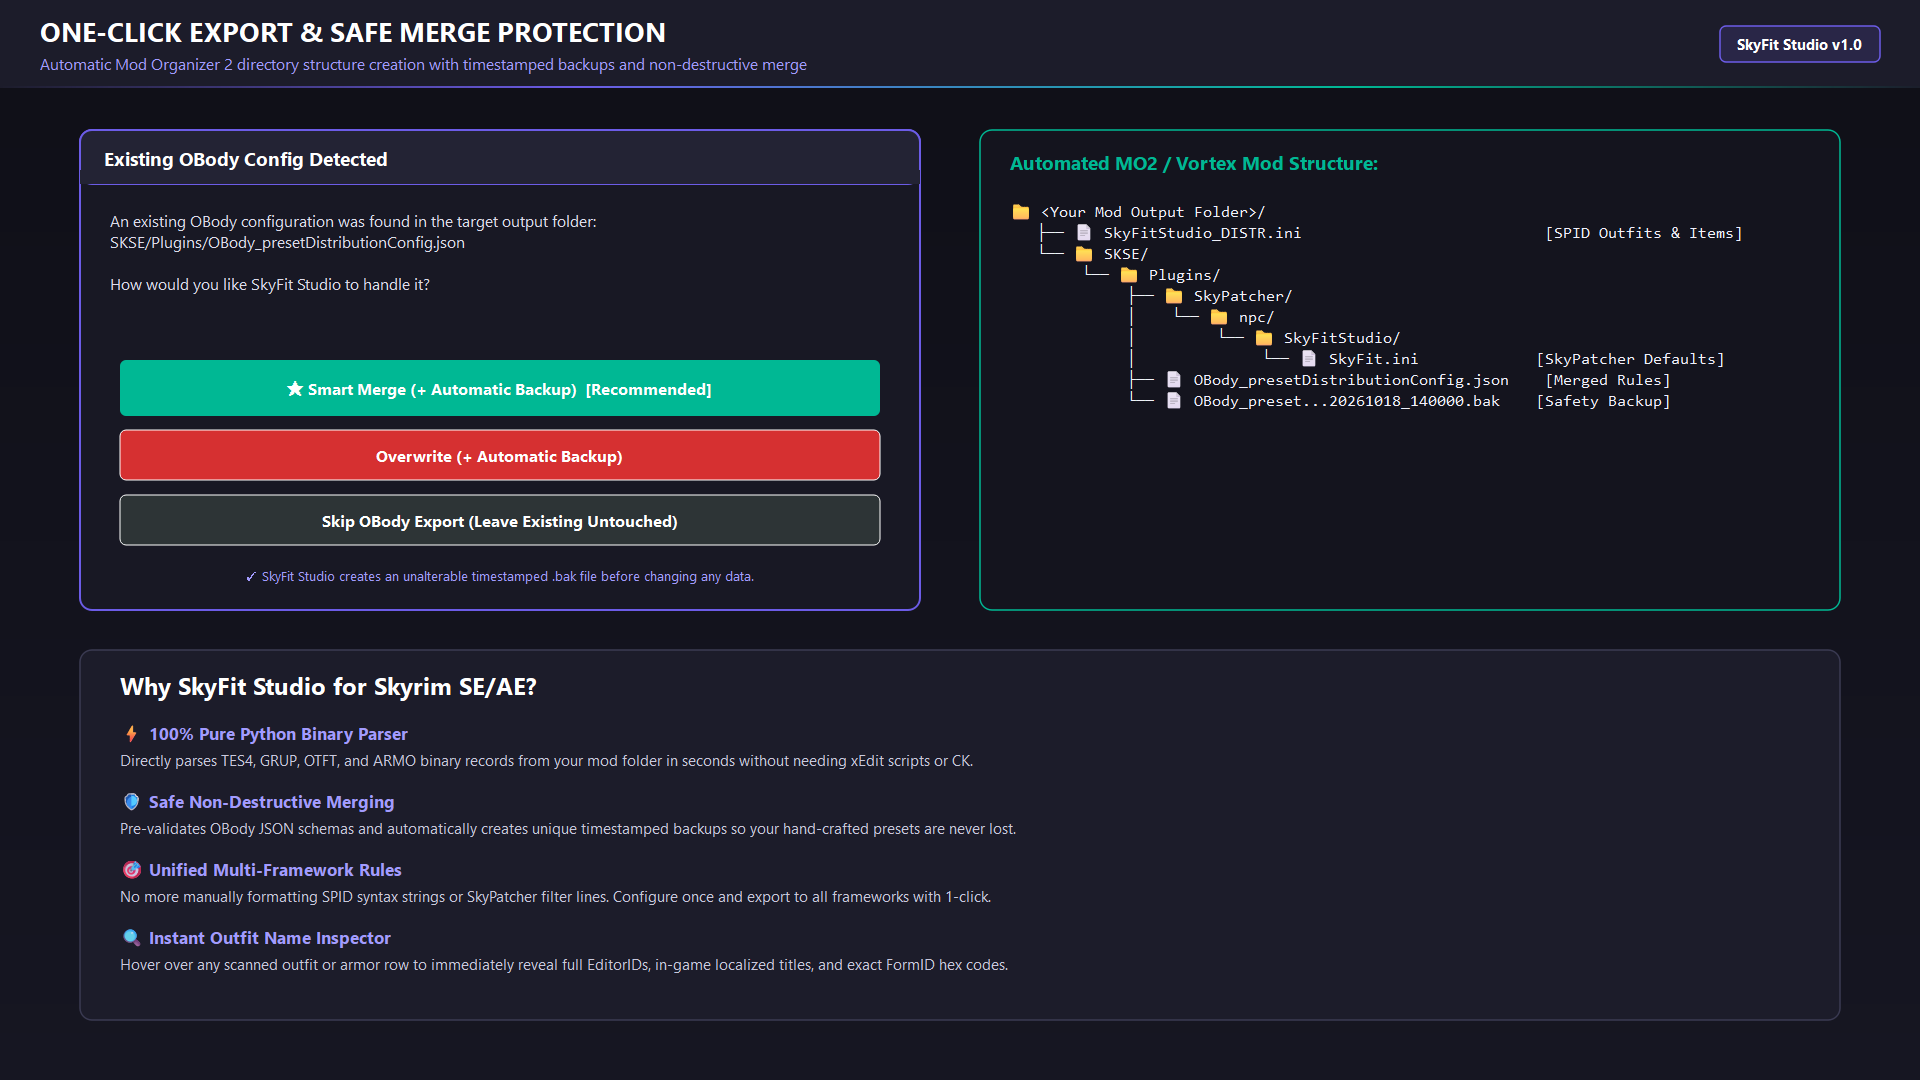 ONE-CLICK EXPORT & SAFE MERGE PROTECTION
Automatic Mod Organizer 2 directory structure creation with timestamped backups and non-destructive merge
SkyFit Studio v1.0
Existing OBody Config Detected
An existing OBody configuration was found in the target output folder:
SKSE/Plugins/OBody_presetDistributionConfig.json
How would you like SkyFit Studio to handle it?
★ Smart Merge (+ Automatic Backup) [Recommended]
Overwrite (+ Automatic Backup)
Skip OBody Export (Leave Existing Untouched)
✓ SkyFit Studio creates an unalterable timestamped .bak file before changing any data.
Automated MO2 / Vortex Mod Structure:
<Your Mod Output Folder>/
├── SkyFitStudio_DISTR.ini [SPID Outfits & Items]
└── SKSE/
└── Plugins/
├── SkyPatcher/
│ └── npc/
│ └── SkyFitStudio/
│ └── SkyFit.ini [SkyPatcher Defaults]
├── OBody_presetDistributionConfig.json [Merged Rules]
└── OBody_preset...20261018_140000.bak [Safety Backup]
Why SkyFit Studio for Skyrim SE/AE?
⚡ 100% Pure Python Binary Parser
Directly parses TES4, GRUP, OTFT, and ARMO binary records from your mod folder in seconds without needing xEdit scripts or CK.
🛡️ Safe Non-Destructive Merging
Pre-validates OBody JSON schemas and automatically creates unique timestamped backups so your hand-crafted presets are never lost.
🎯 Unified Multi-Framework Rules
No more manually formatting SPID syntax strings or SkyPatcher filter lines. Configure once and export to all frameworks with 1-click.
🔍 Instant Outfit Name Inspector
Hover over any scanned outfit or armor row to immediately reveal full EditorIDs, in-game localized titles, and exact FormID hex codes.